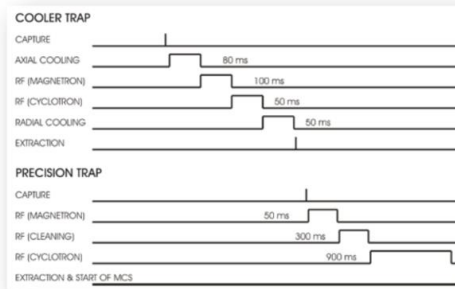 COOLER TRAP
CAPTURE
AXIAL COOLING 80 ms
RF (MAGNETRON) 100 ms
RF (CYCLOTRON) 50 ms
RADIAL COOLING 50 ms
EXTRACTION
PRECISION TRAP
CAPTURE
RF (MAGNETRON) 50 ms
RF (CLEANING) 300 ms
RF (CYCLOTRON) 900 ms
EXTRACTION & START OF MCS